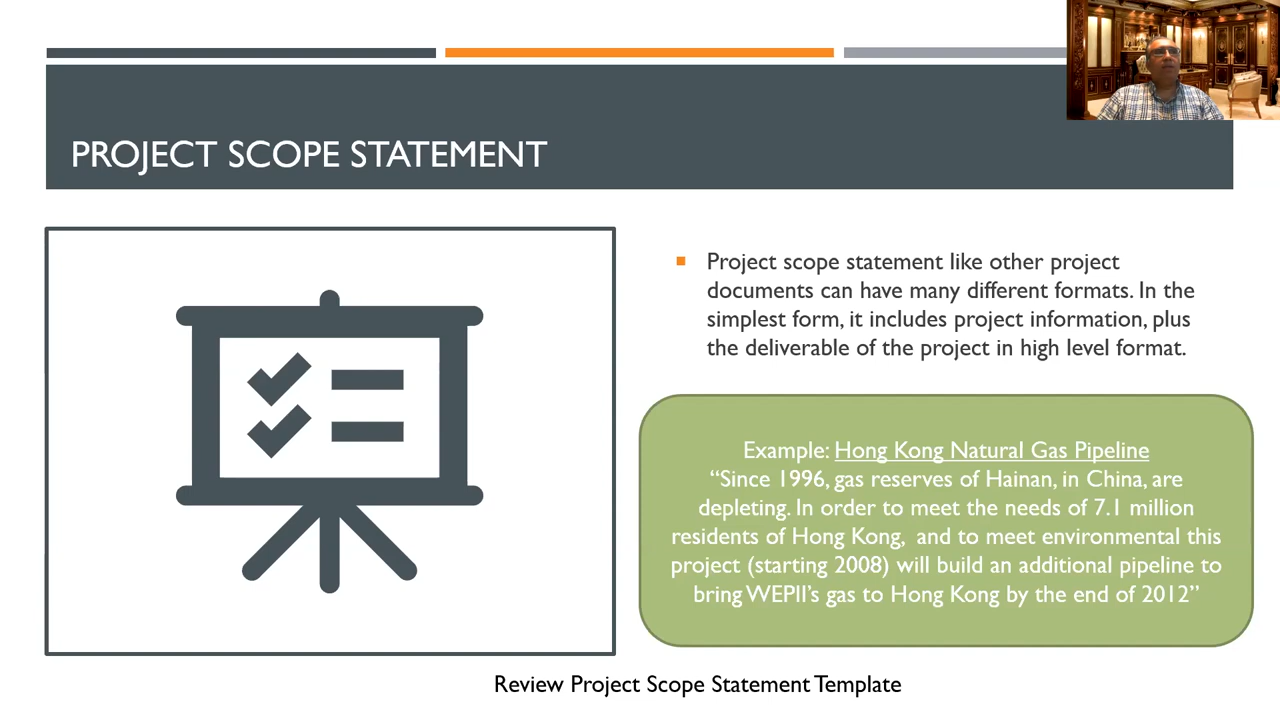 PROJECT SCOPE STATEMENT
Project scope statement like other project
documents can have many different formats. In the
simplest form, it includes project information, plus
the deliverable of the project in high level format.
Example: Hong Kong Natural Gas Pipeline
“Since 1996, gas reserves of Hainan, in China, are
depleting. In order to meet the needs of 7.1 million
residents of Hong Kong, and to meet environmental this
project (starting 2008) will build an additional pipeline to
bring WEPII’s gas to Hong Kong by the end of 2012”
Review Project Scope Statement Template